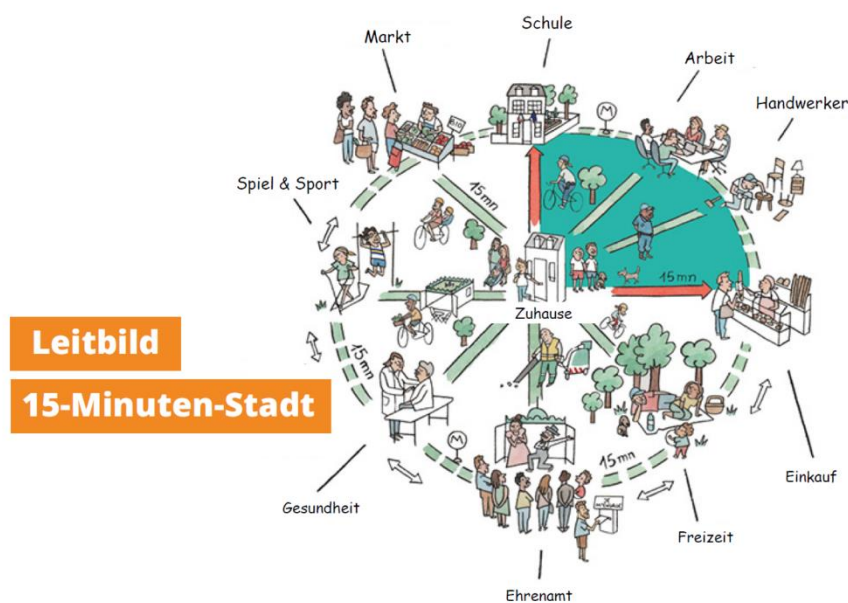 Schule
Markt
Arbeit
Handwerker
M
BIO
Spiel & Sport
15mn
15mn
Zuhause
Leitbild
15-Minuten-Stadt
15mn
M
15mn
Einkauf
Gesundheit
Freizeit
Ehrenamt